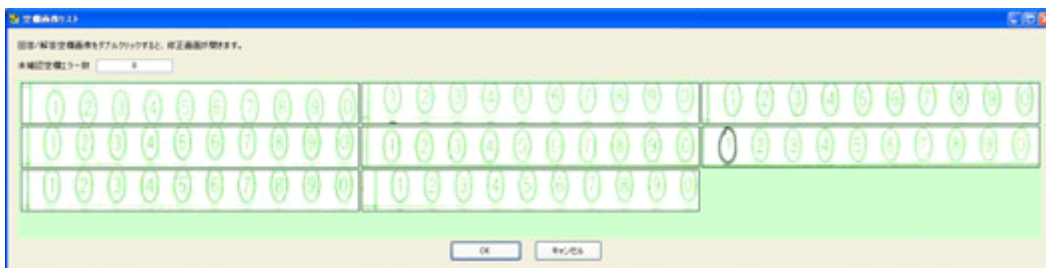 空欄画像リスト
回答/解答空欄画像をダブルクリックすると、修正画面が開きます。
未確認空欄エラー数 8
1 2 3 4 5 6 7 8 9 0 1 2 3 4 5 6 7 8 9 0 1 2 3 4 5 6 7 8 9 0
1 2 3 4 5 6 7 8 9 0 1 2 3 4 5 6 7 8 9 0 1 2 3 4 5 6 7 8 9 0
1 2 3 4 5 6 7 8 9 0 1 2 3 4 5 6 7 8 9 0
OK キャンセル